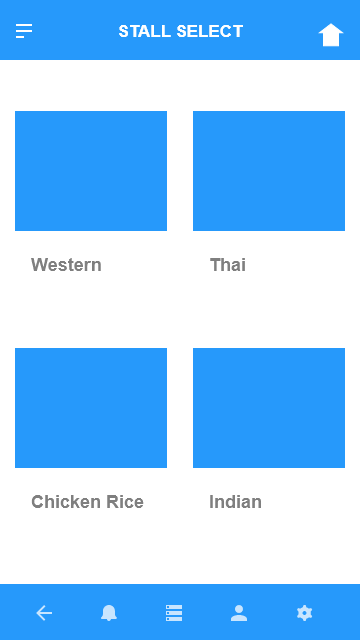 STALL SELECT
Western
Thai
Chicken Rice
Indian